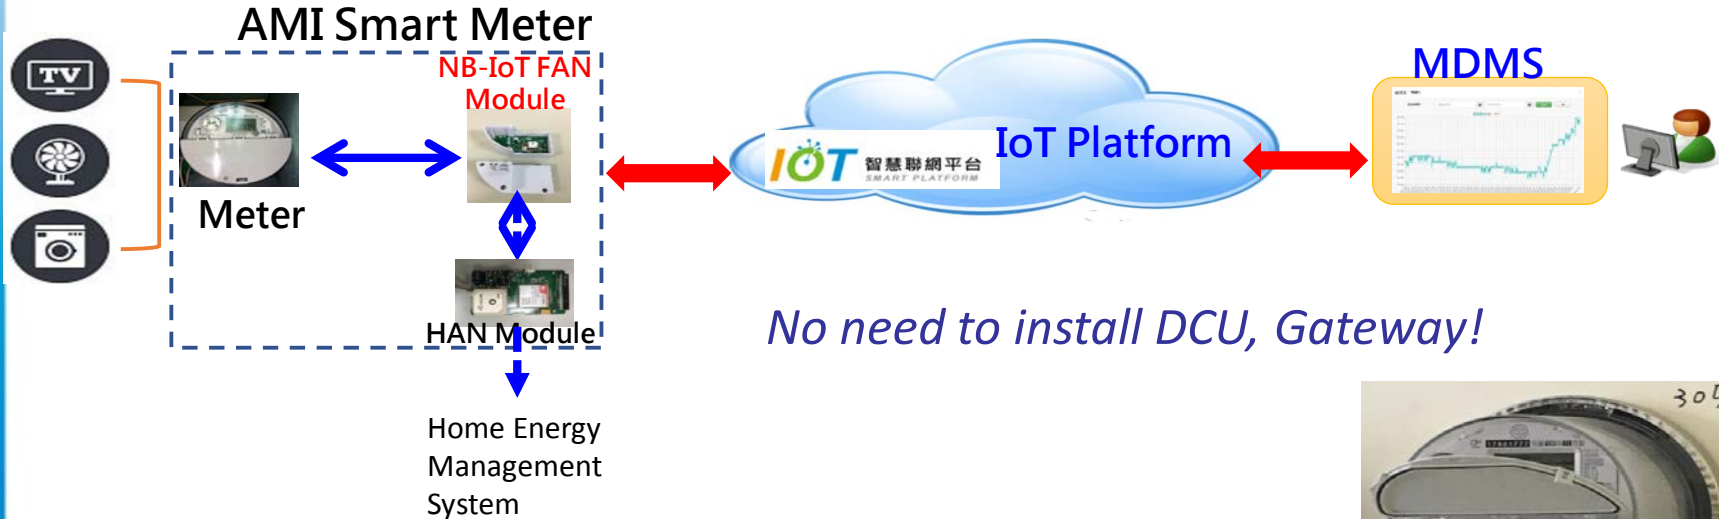 AMI Smart Meter
TV
NB-IoT FAN
Module
MDMS
IOT 智慧聯網平台
SMART PLATFORM
IoT Platform
Meter
HAN Module
No need to install DCU, Gateway!
Home Energy
Management
System